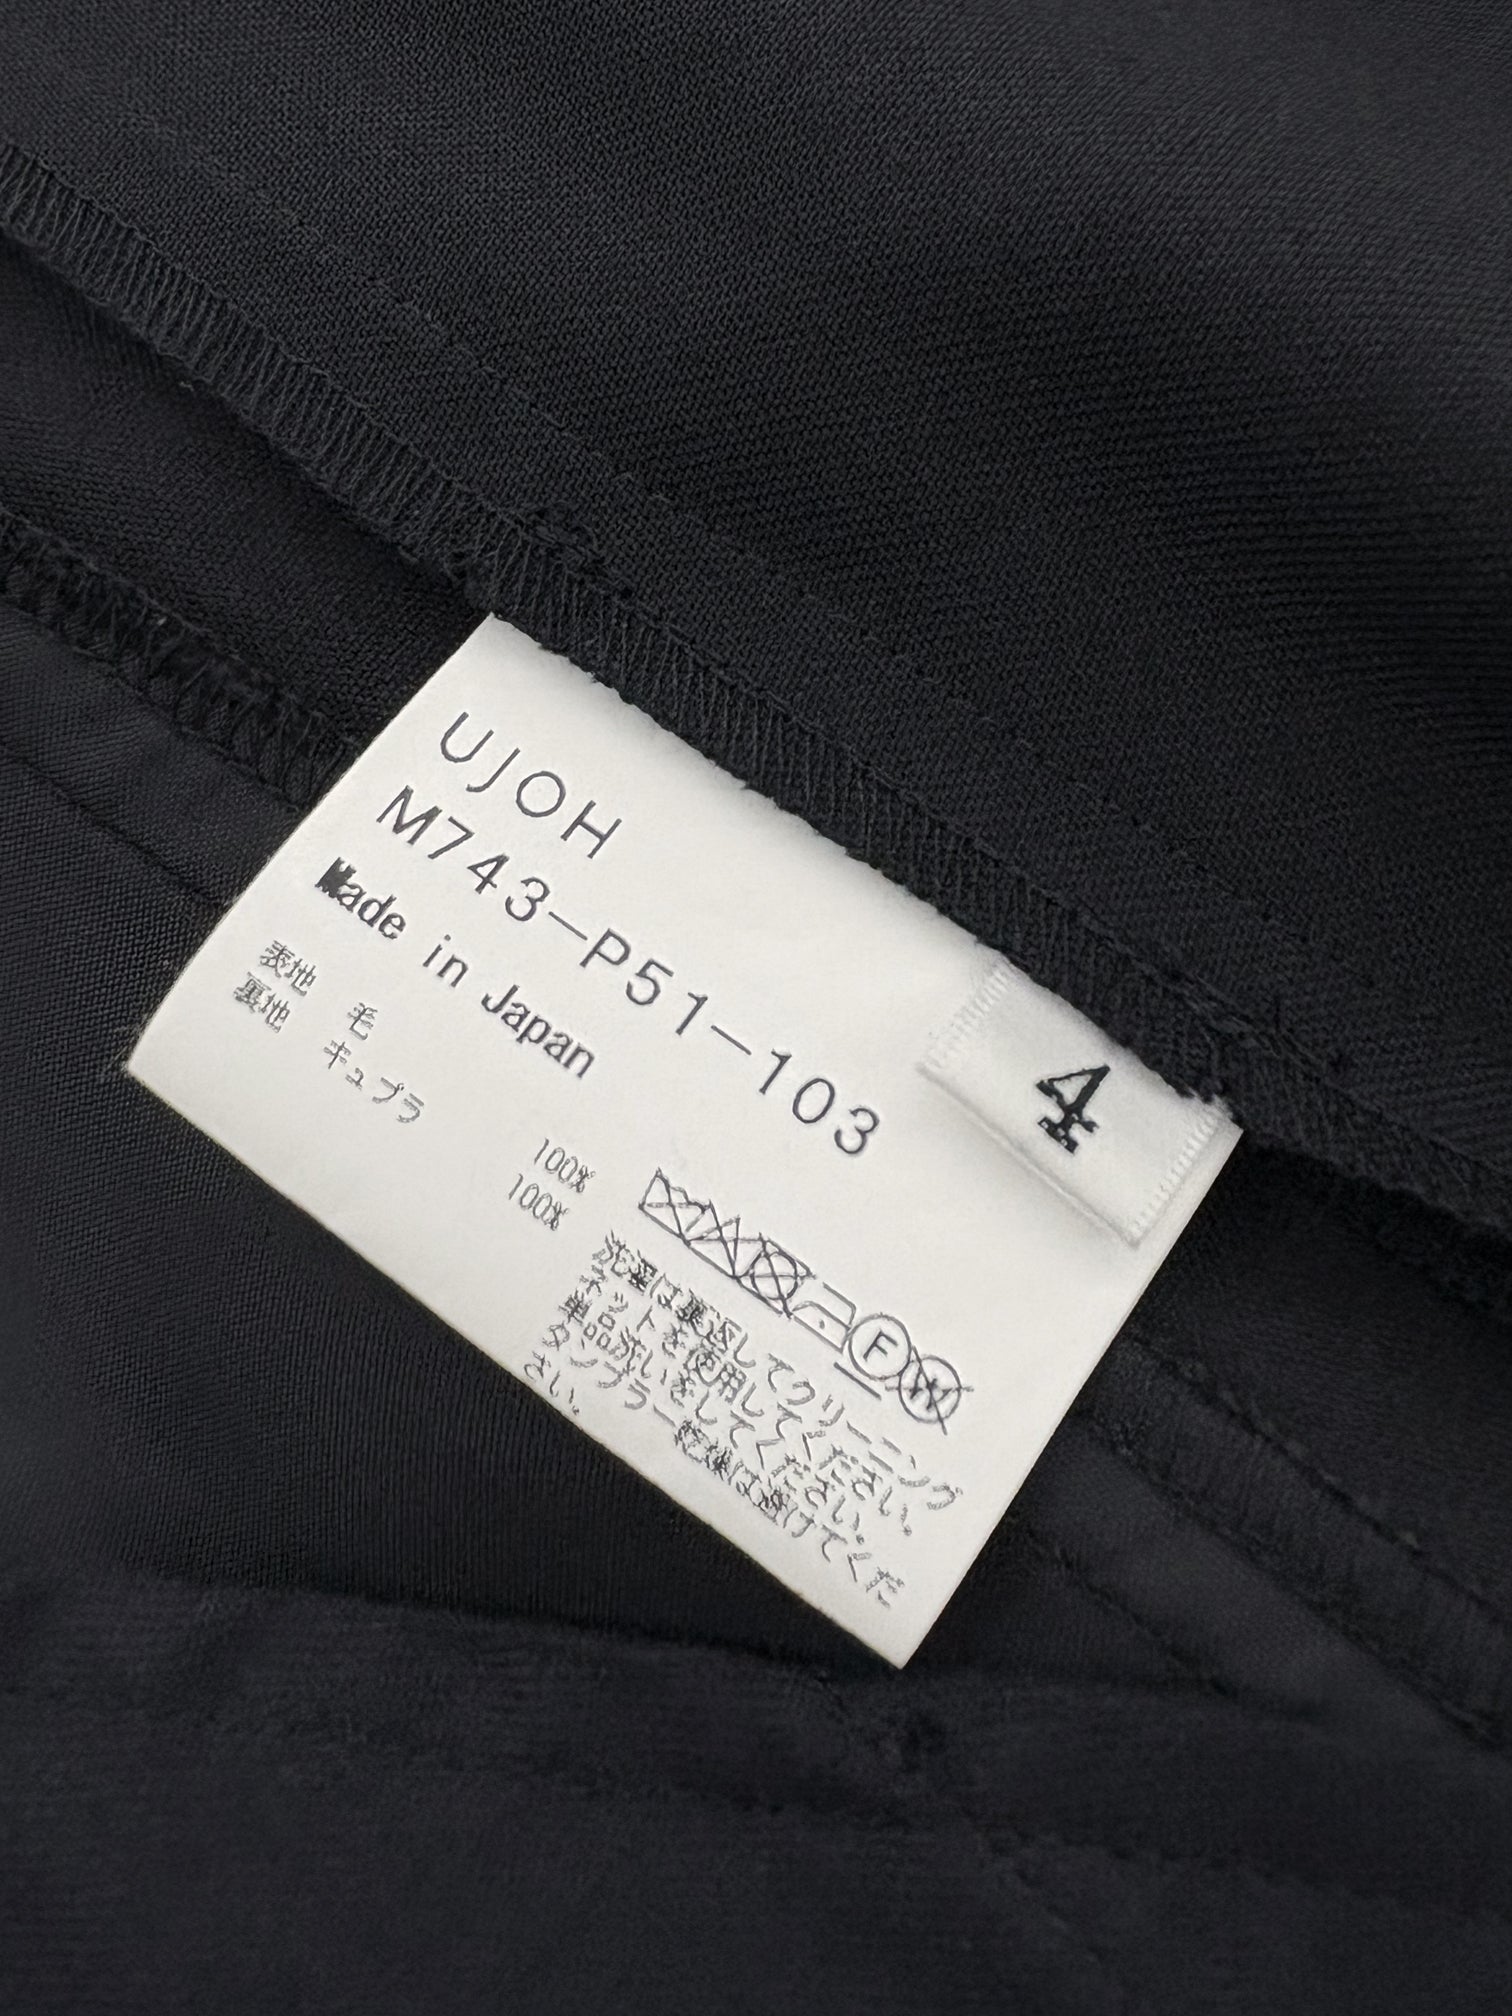 UJOH
M743-P51-103
Made in Japan
表地 毛 100%
裏地 キュプラ 100%
4
F W
洗濯は裏返してクリーニング
ネットを使用してください。
単品洗いをしてください。
タンブラー乾燥は避けてくだ
さい。